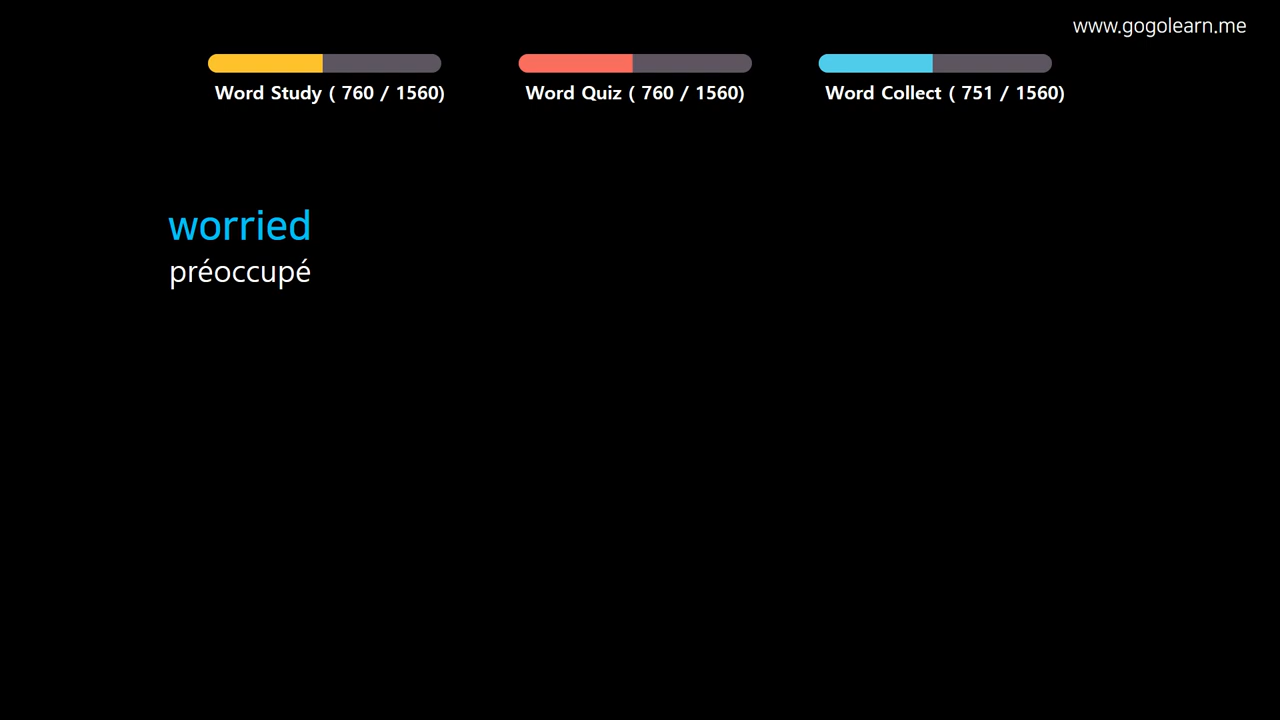 www.gogolearn.me
Word Study ( 760 / 1560)
Word Quiz ( 760 / 1560)
Word Collect ( 751 / 1560)
worried
préoccupé